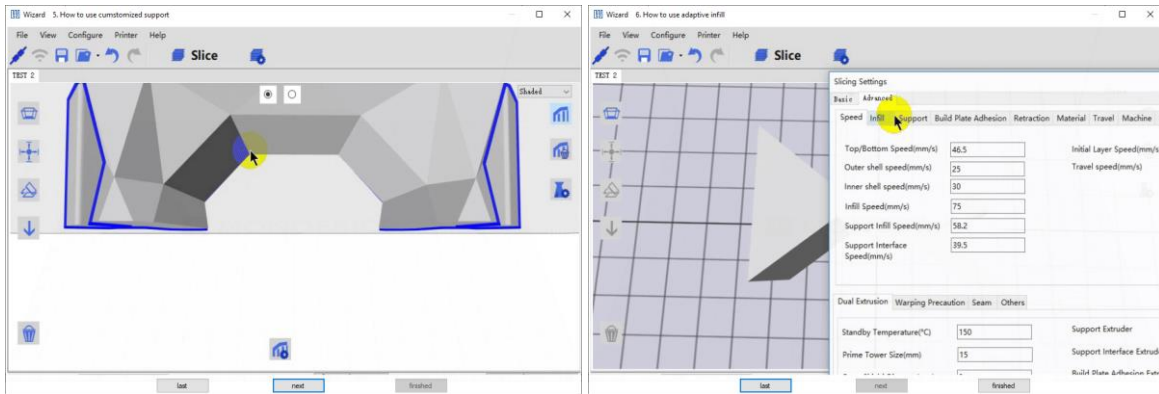 Wizard 5. How to use cumstomized support
File View Configure Printer Help
Slice
TEST 2
Shaded
last next finished
Wizard 6. How to use adaptive infill
File View Configure Printer Help
Slice
TEST 2
Slicing Settings
Basic Advanced
Speed Infill Support Build Plate Adhesion Retraction Material Travel Machine
Top/Bottom Speed(mm/s) 46.5 Initial Layer Speed(mm/s
Outer shell speed(mm/s) 25 Travel speed(mm/s)
Inner shell speed(mm/s) 30
Infill Speed(mm/s) 75
Support Infill Speed(mm/s) 58.2
Support Interface 39.5
Speed(mm/s)
Dual Extrusion Warping Precaution Seam Others
Standby Temperature(°C) 150 Support Extruder
Prime Tower Size(mm) 15 Support Interface Extrud
Build Plate Adhesion Extr
last next finished